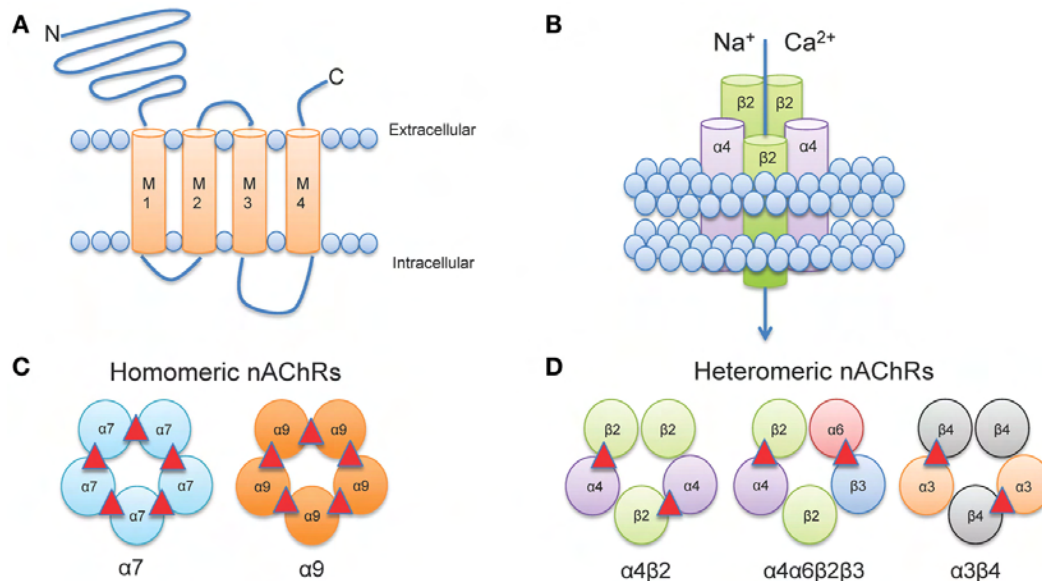 A
N
C
Extracellular
M
1
M
2
M
3
M
4
Intracellular
B
Na⁺
Ca²⁺
β2
β2
α4
β2
α4
C
Homomeric nAChRs
α7
α7
α7
α7
α7
α7
α9
α9
α9
α9
α9
α9
D
Heteromeric nAChRs
β2
β2
α4
α4
β2
α4β2
β2
α6
α4
β3
β2
α4α6β2β3
β4
β4
α3
α3
β4
α3β4